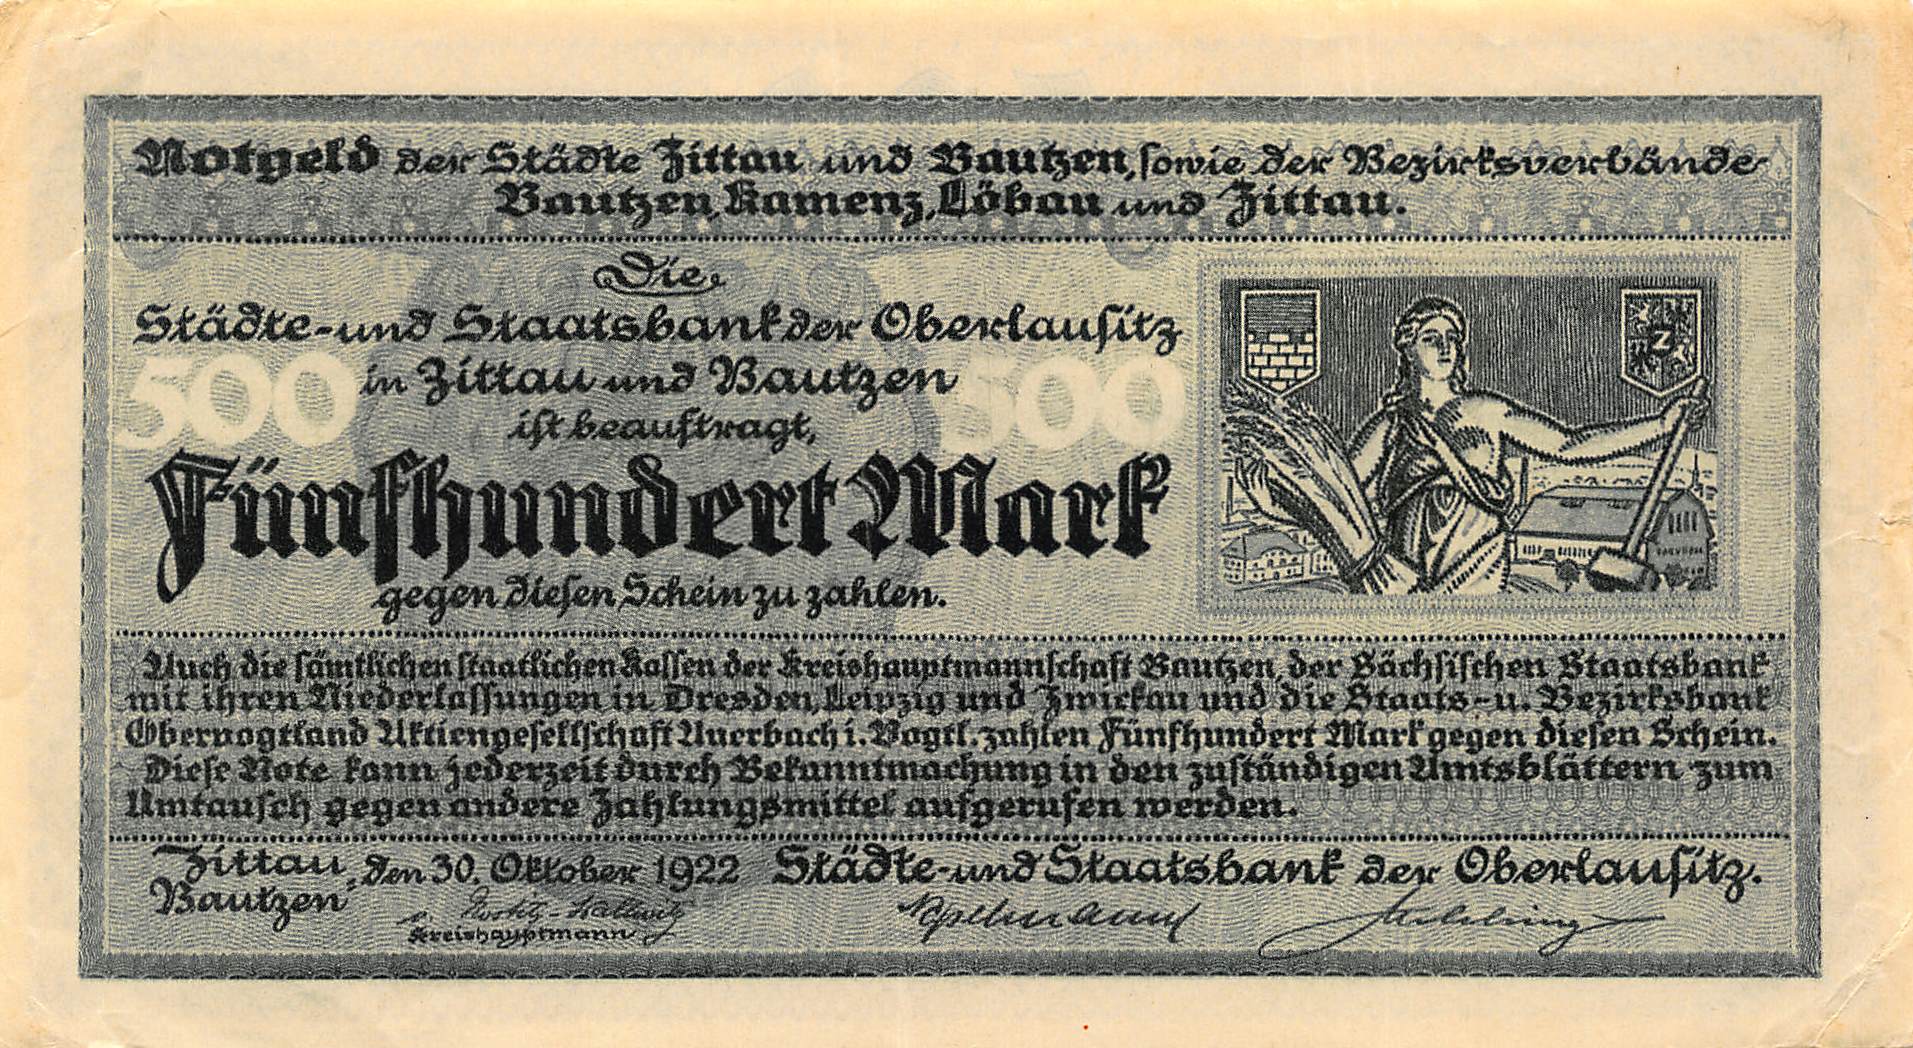 Notgeld der Städte Zittau und Bautzen, sowie der Bezirksverbände
Bautzen, Kamenz, Löbau und Zittau.
Die
Städte- und Staatsbank der Oberlausitz
500 in Zittau und Bautzen 500
ist beauftragt,
Fünfhundert Mark
gegen diesen Schein zu zahlen.
Z
Auch die sämtlichen staatlichen Kassen der Kreishauptmannschaft Bautzen, der Sächsischen Staatsbank
mit ihren Niederlassungen in Dresden, Leipzig und Zwickau und die Staats- u. Bezirksbank
Obervogtland Aktiengesellschaft Auerbach i. Vogtl. zahlen Fünfhundert Mark gegen diesen Schein.
Diese Note kann jederzeit durch Bekanntmachung in den zuständigen Amtsblättern zum
Umtausch gegen andere Zahlungsmittel aufgerufen werden.
Zittau, den 30. Oktober 1922 Städte- und Staatsbank der Oberlausitz.
Bautzen
v. Nostitz-Wallwitz
Kreishauptmann